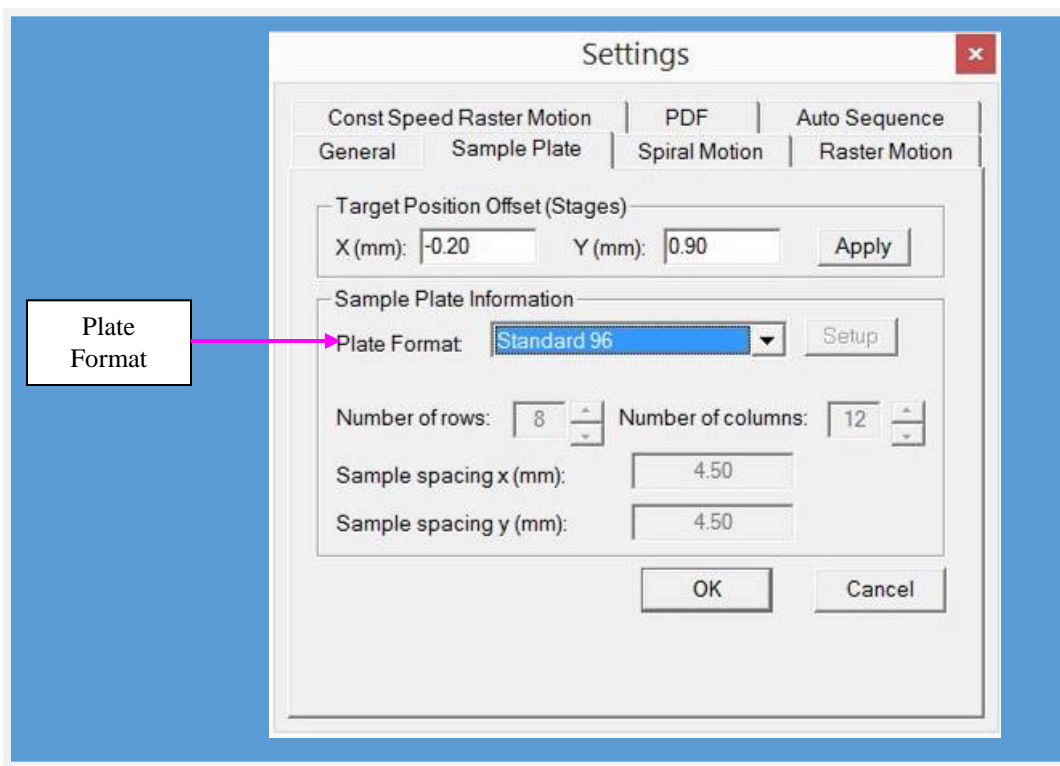 Settings
Const Speed Raster Motion PDF Auto Sequence
General Sample Plate Spiral Motion Raster Motion
Target Position Offset (Stages)
X (mm): -0.20 Y (mm): 0.90 Apply
Sample Plate Information
Plate
Format
Plate Format: Standard 96 Setup
Number of rows: 8 Number of columns: 12
Sample spacing x (mm): 4.50
Sample spacing y (mm): 4.50
OK Cancel